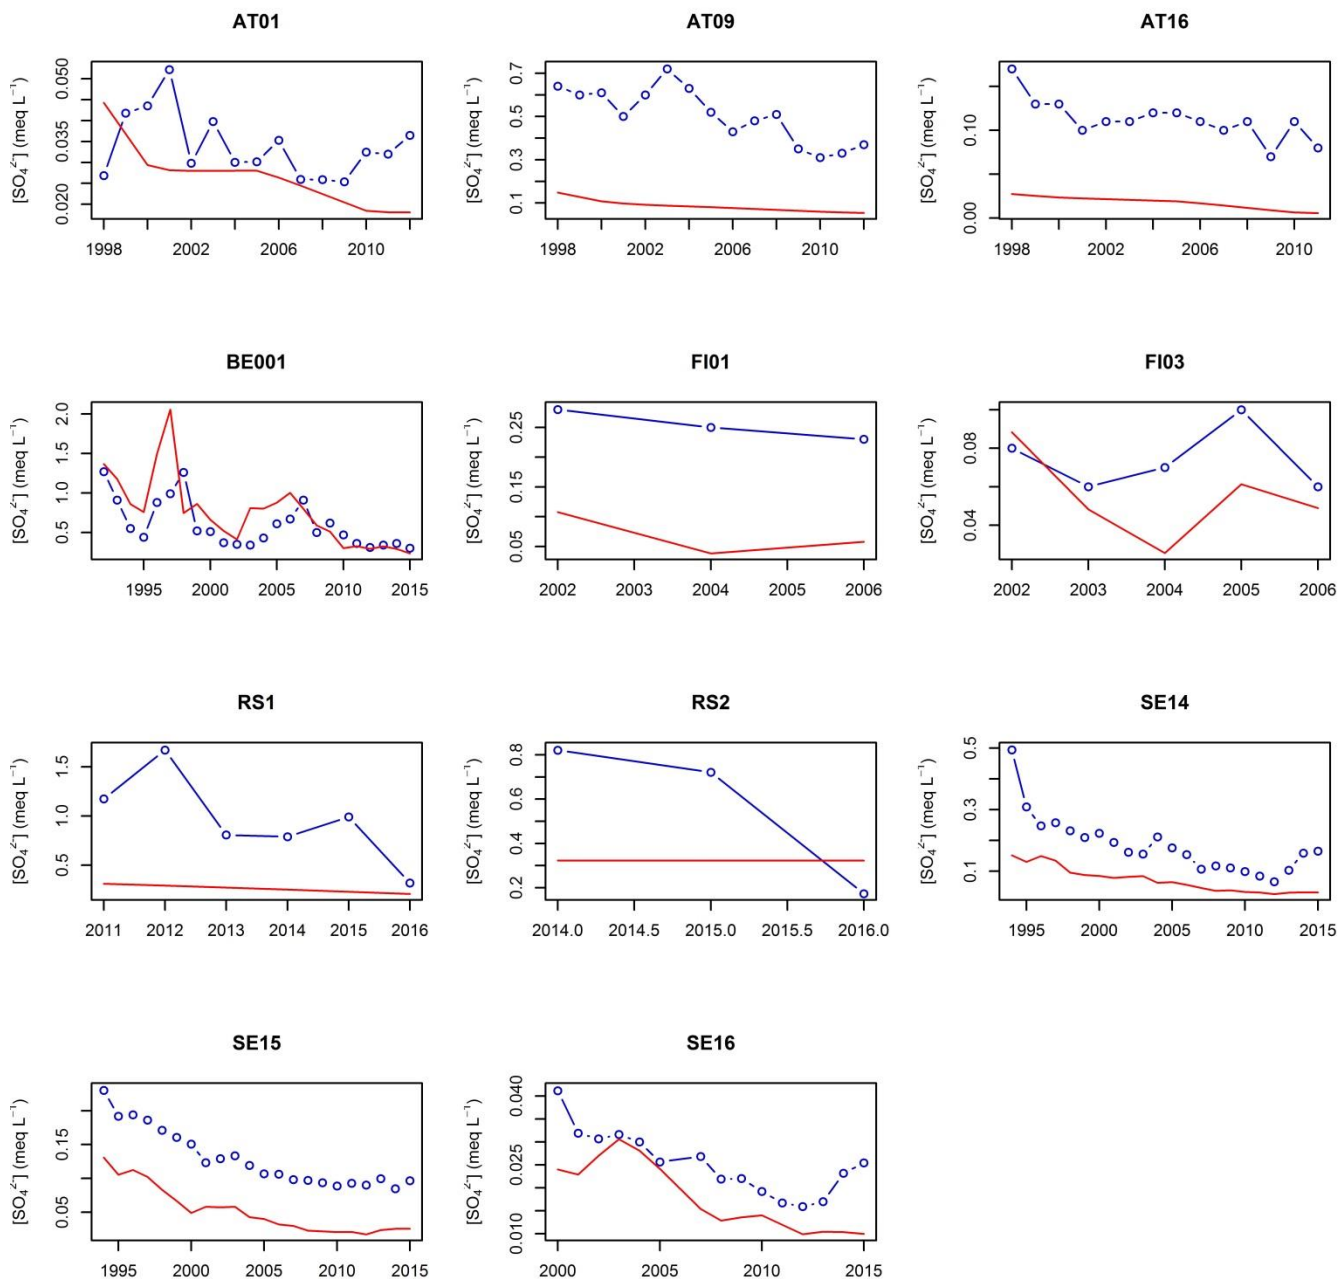 AT01
[SO₄²⁻] (meq L⁻¹)
0.050
0.035
0.020
1998 2002 2006 2010
AT09
[SO₄²⁻] (meq L⁻¹)
0.7
0.5
0.3
0.1
1998 2002 2006 2010
AT16
[SO₄²⁻] (meq L⁻¹)
0.10
0.00
1998 2002 2006 2010
BE001
[SO₄²⁻] (meq L⁻¹)
2.0
1.5
1.0
0.5
1995 2000 2005 2010 2015
FI01
[SO₄²⁻] (meq L⁻¹)
0.25
0.15
0.05
2002 2003 2004 2005 2006
FI03
[SO₄²⁻] (meq L⁻¹)
0.08
0.04
2002 2003 2004 2005 2006
RS1
[SO₄²⁻] (meq L⁻¹)
1.5
1.0
0.5
2011 2012 2013 2014 2015 2016
RS2
[SO₄²⁻] (meq L⁻¹)
0.8
0.6
0.4
0.2
2014.0 2014.5 2015.0 2015.5 2016.0
SE14
[SO₄²⁻] (meq L⁻¹)
0.5
0.3
0.1
1995 2000 2005 2010 2015
SE15
[SO₄²⁻] (meq L⁻¹)
0.15
0.05
1995 2000 2005 2010 2015
SE16
[SO₄²⁻] (meq L⁻¹)
0.040
0.025
0.010
2000 2005 2010 2015